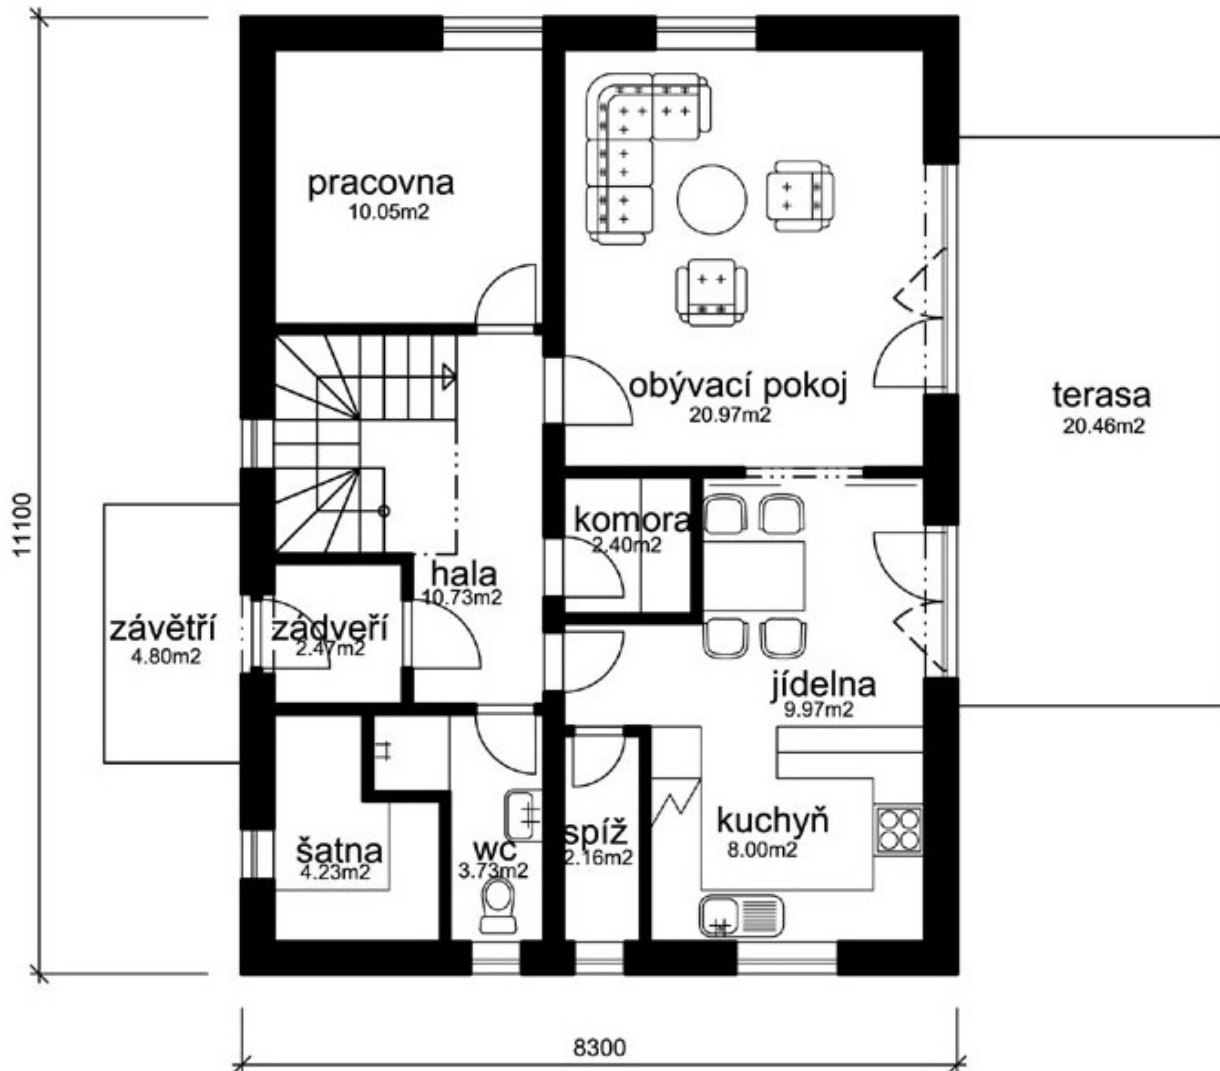 pracovna
10.05m2
obývací pokoj
20.97m2
terasa
20.46m2
11100
komora
2.40m2
hala
10.73m2
závětří
4.80m2
zádveří
2.47m2
jídelna
9.97m2
šatna
4.23m2
wc
3.73m2
spíž
2.16m2
kuchyň
8.00m2
8300